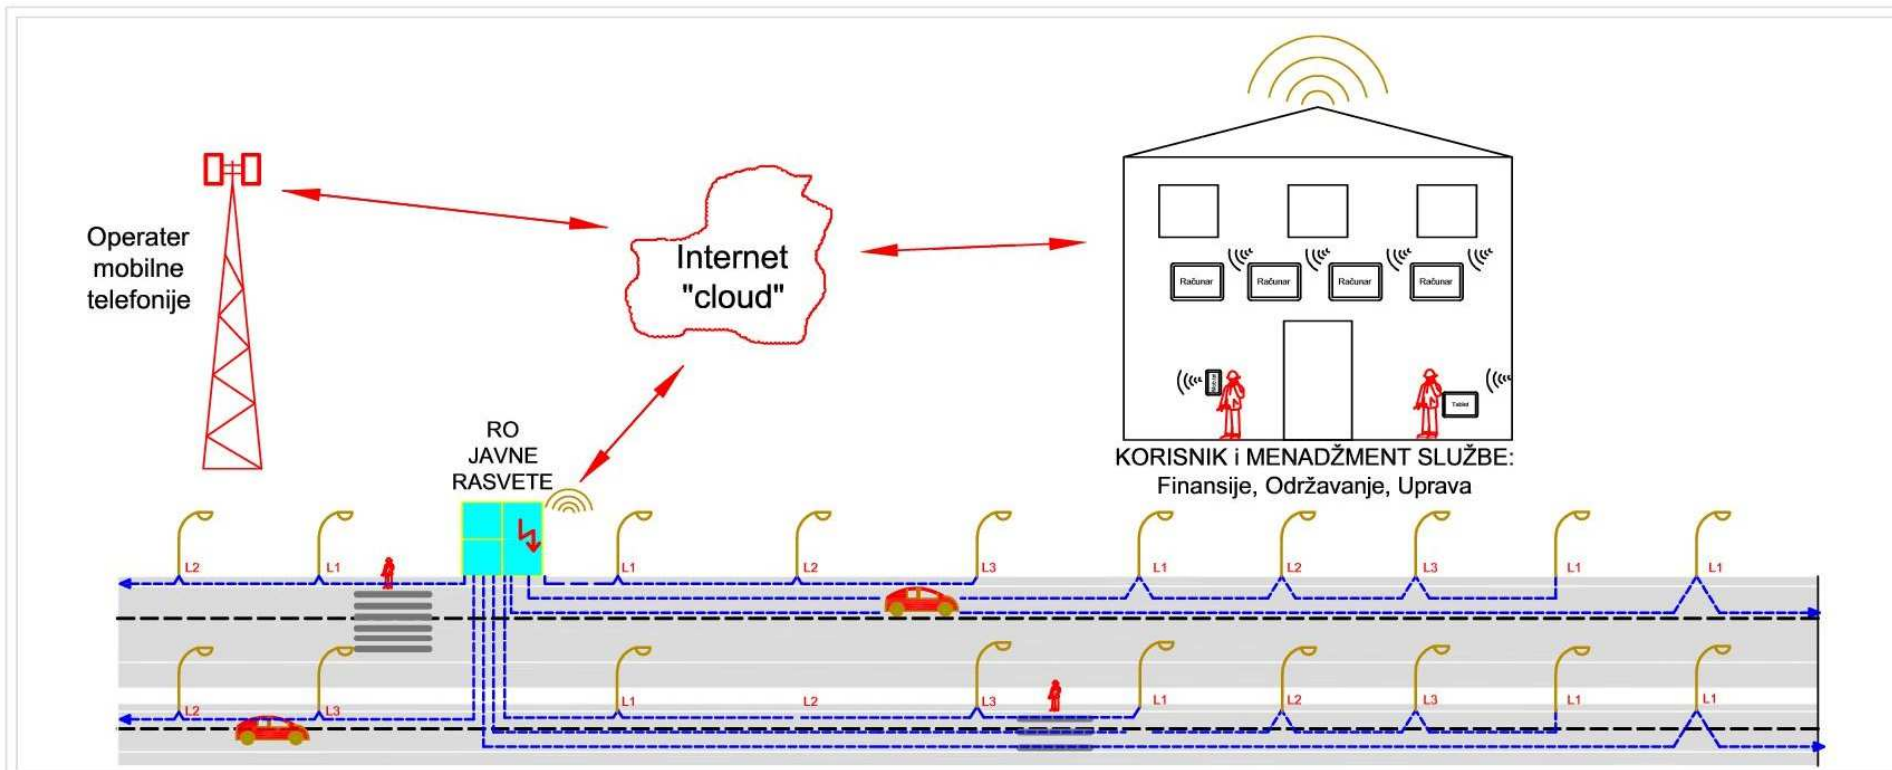 Operater
mobilne
telefonije
Internet
"cloud"
Računar Računar Računar Računar
Tablet
KORISNIK i MENADŽMENT SLUŽBE:
Finansije, Održavanje, Uprava
RO
JAVNE
RASVETE
L2 L1 L1 L2 L3 L1 L2 L3 L1 L1
L2 L3 L1 L2 L3 L1 L2 L3 L1 L1